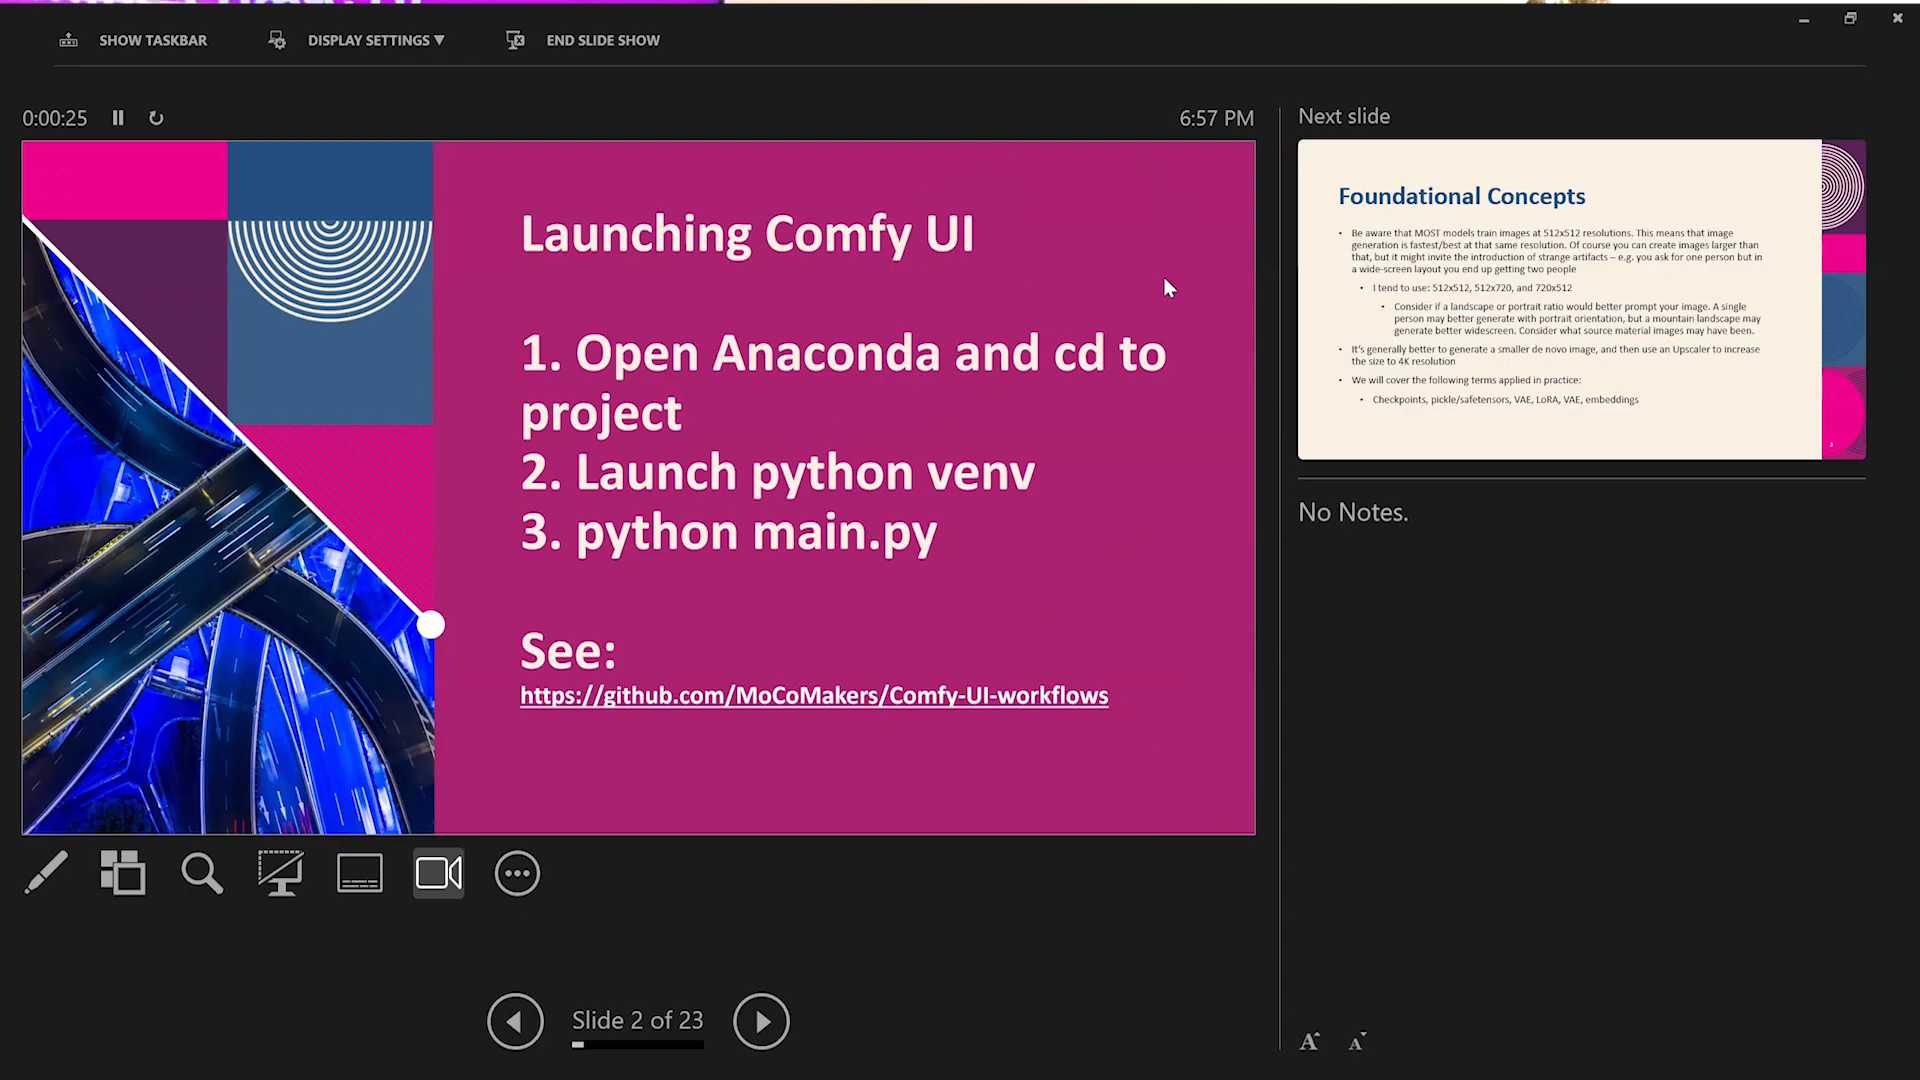 SHOW TASKBAR
DISPLAY SETTINGS ▼
END SLIDE SHOW
0:00:25
6:57 PM
Launching Comfy UI
1. Open Anaconda and cd to
project
2. Launch python venv
3. python main.py
See:
https://github.com/MoCoMakers/Comfy-UI-workflows
Slide 2 of 23
Next slide
Foundational Concepts
• Be aware that MOST models train images at 512x512 resolutions. This means that image
generation is fastest/best at that same resolution. Of course you can create images larger than
that, but it might invite the introduction of strange artifacts – e.g. you ask for one person but in
a wide-screen layout you end up getting two people
• I tend to use: 512x512, 512x720, and 720x512
• Consider if a landscape or portrait ratio would better prompt your image. A single
person may better generate with portrait orientation, but a mountain landscape may
generate better widescreen. Consider what source material images may have been.
• It's generally better to generate a smaller de novo image, and then use an Upscaler to increase
the size to 4K resolution
• We will cover the following terms applied in practice:
• Checkpoints, pickle/safetensors, VAE, LoRA, VAE, embeddings
No Notes.
A A